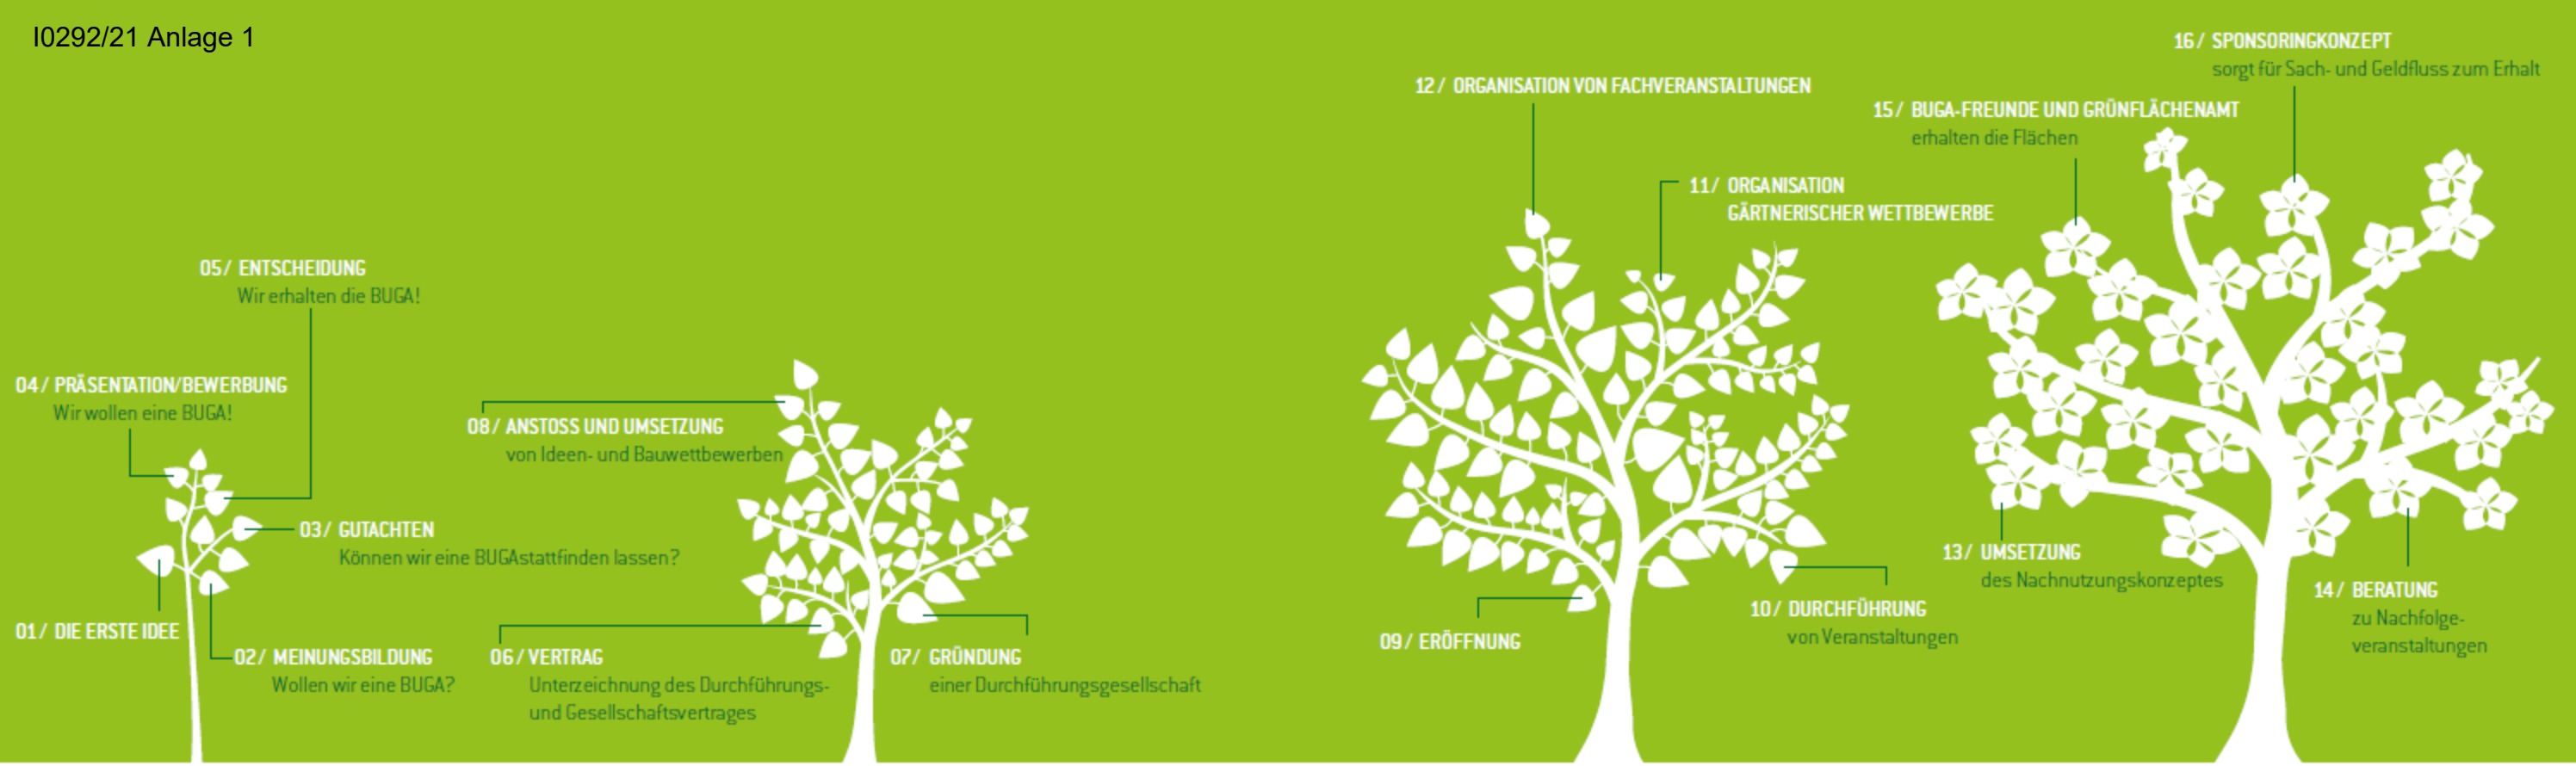 I0292/21 Anlage 1
01/ DIE ERSTE IDEE
02/ MEINUNGSBILDUNG
Wollen wir eine BUGA?
03/ GUTACHTEN
Können wir eine BUGAstattfinden lassen?
04/ PRÄSENTATION/BEWERBUNG
Wir wollen eine BUGA!
05/ ENTSCHEIDUNG
Wir erhalten die BUGA!
06/ VERTRAG
Unterzeichnung des Durchführungs-
und Gesellschaftsvertrages
07/ GRÜNDUNG
einer Durchführungsgesellschaft
08/ ANSTOSS UND UMSETZUNG
von Ideen- und Bauwettbewerben
09/ ERÖFFNUNG
10/ DURCHFÜHRUNG
von Veranstaltungen
11/ ORGANISATION
GÄRTNERISCHER WETTBEWERBE
12/ ORGANISATION VON FACHVERANSTALTUNGEN
13/ UMSETZUNG
des Nachnutzungskonzeptes
14/ BERATUNG
zu Nachfolge-
veranstaltungen
15/ BUGA-FREUNDE UND GRÜNFLÄCHENAMT
erhalten die Flächen
16/ SPONSORINGKONZEPT
sorgt für Sach- und Geldfluss zum Erhalt